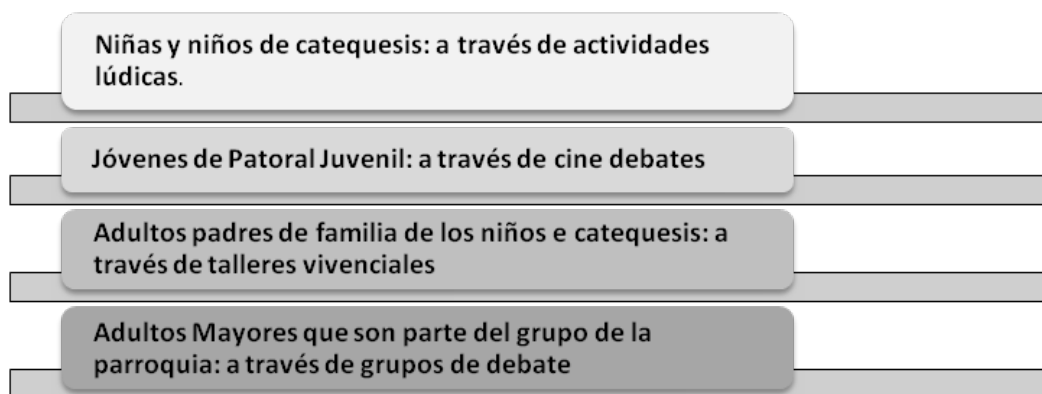 Niñas y niños de catequesis: a través de actividades
lúdicas.
Jóvenes de Patoral Juvenil: a través de cine debates
Adultos padres de familia de los niños e catequesis: a
través de talleres vivenciales
Adultos Mayores que son parte del grupo de la
parroquia: a través de grupos de debate